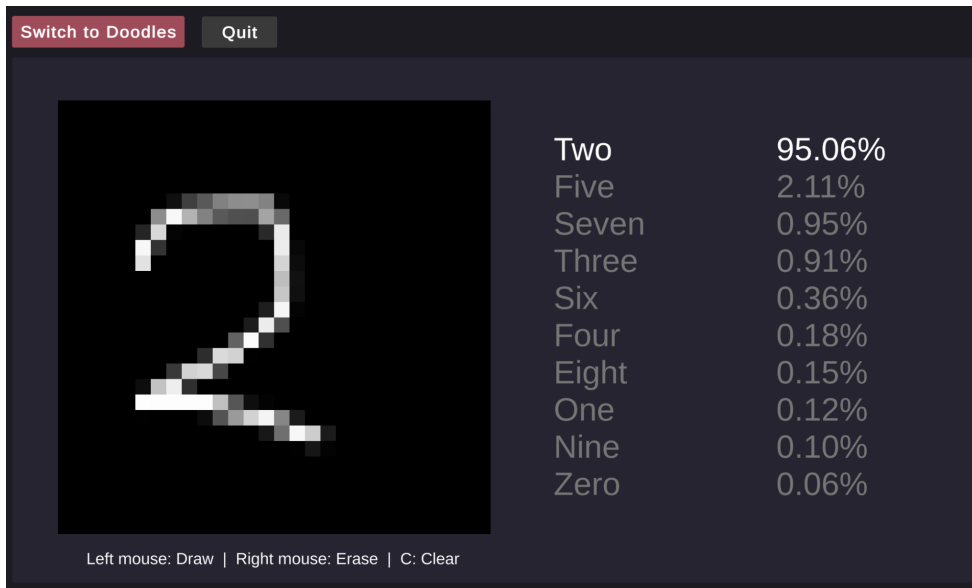 Switch to Doodles Quit
2
Two 95.06%
Five 2.11%
Seven 0.95%
Three 0.91%
Six 0.36%
Four 0.18%
Eight 0.15%
One 0.12%
Nine 0.10%
Zero 0.06%
Left mouse: Draw | Right mouse: Erase | C: Clear